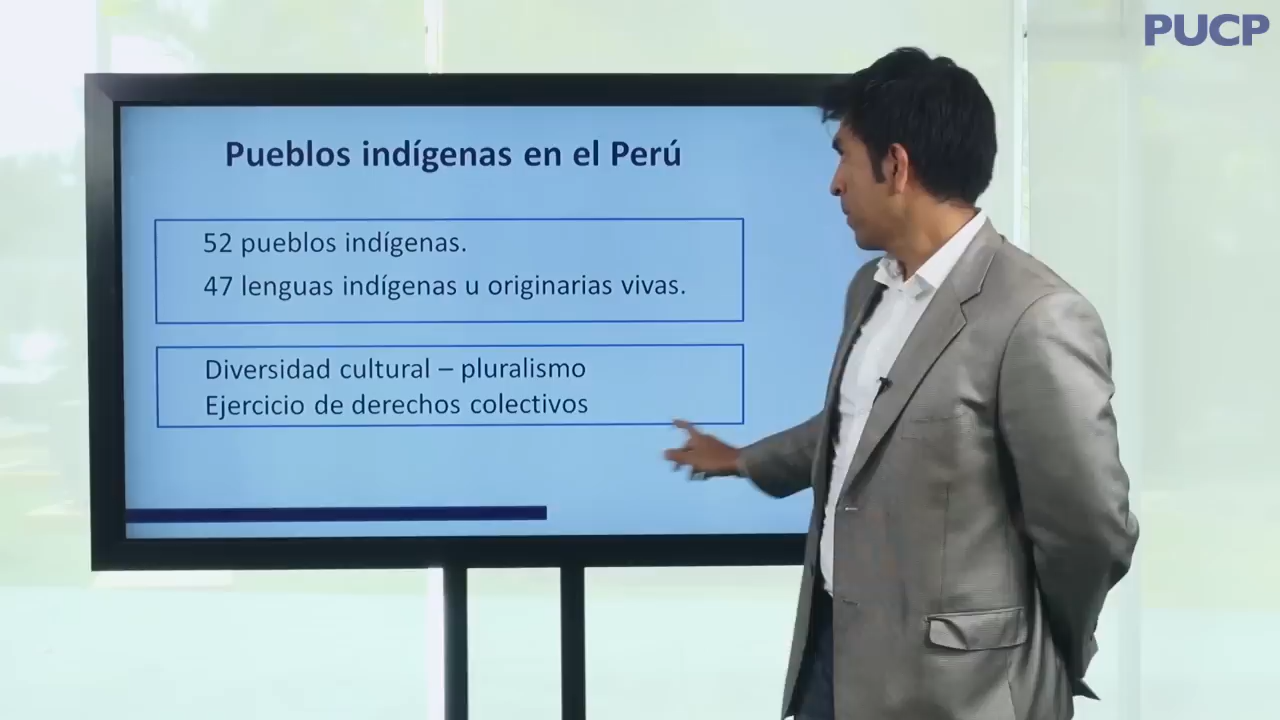 PUCP
Pueblos indígenas en el Perú
52 pueblos indígenas.
47 lenguas indígenas u originarias vivas.
Diversidad cultural – pluralismo
Ejercicio de derechos colectivos